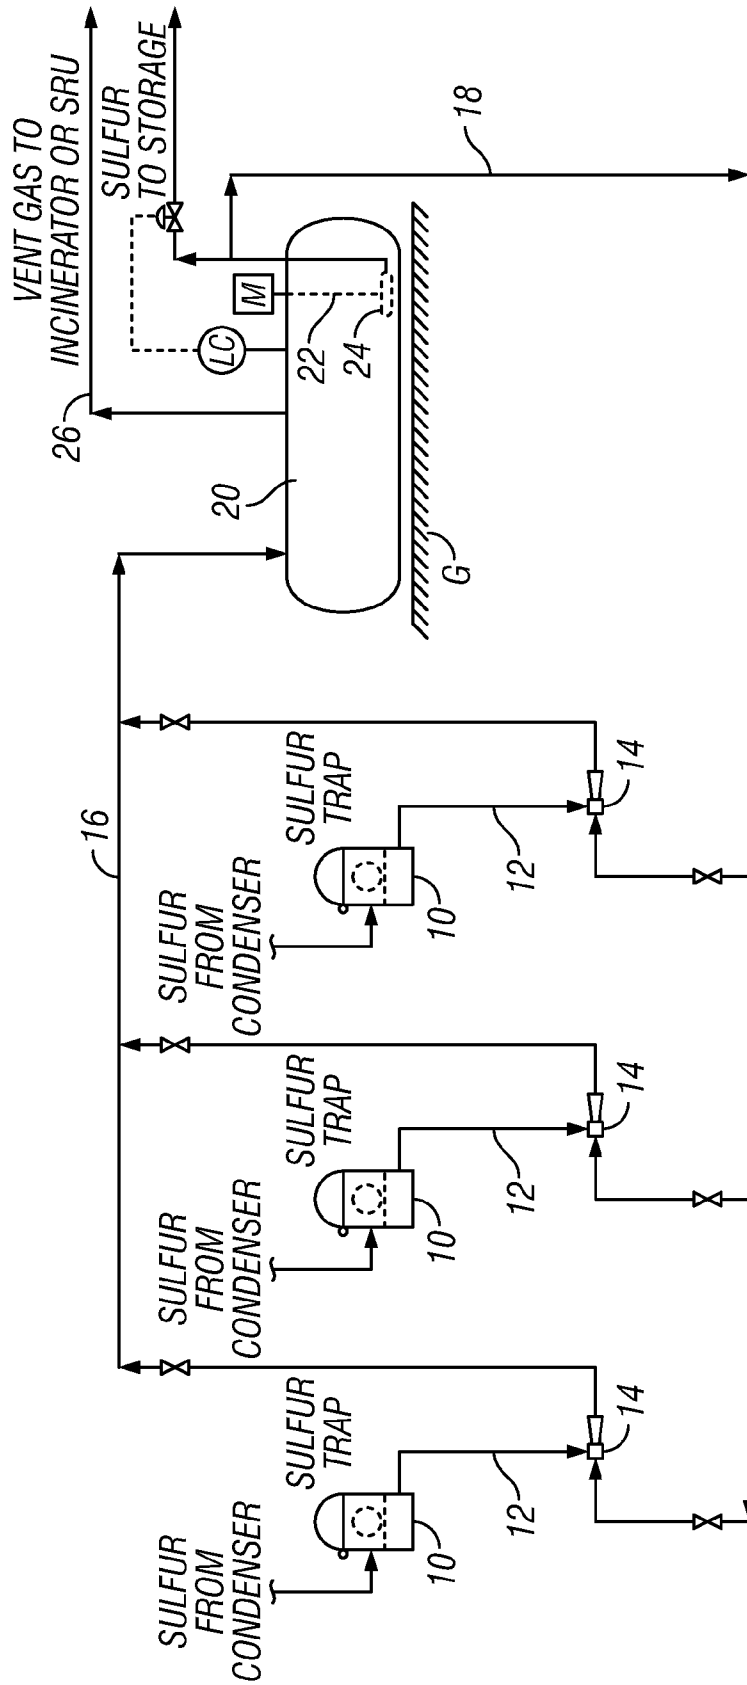 VENT GAS TO
INCINERATOR OR SRU
SULFUR
TO STORAGE
26
18
M
LC
22
24
20
G
16
SULFUR
FROM
CONDENSER
SULFUR
TRAP
10
12
14
SULFUR
FROM
CONDENSER
SULFUR
TRAP
10
12
14
SULFUR
FROM
CONDENSER
SULFUR
TRAP
10
12
14